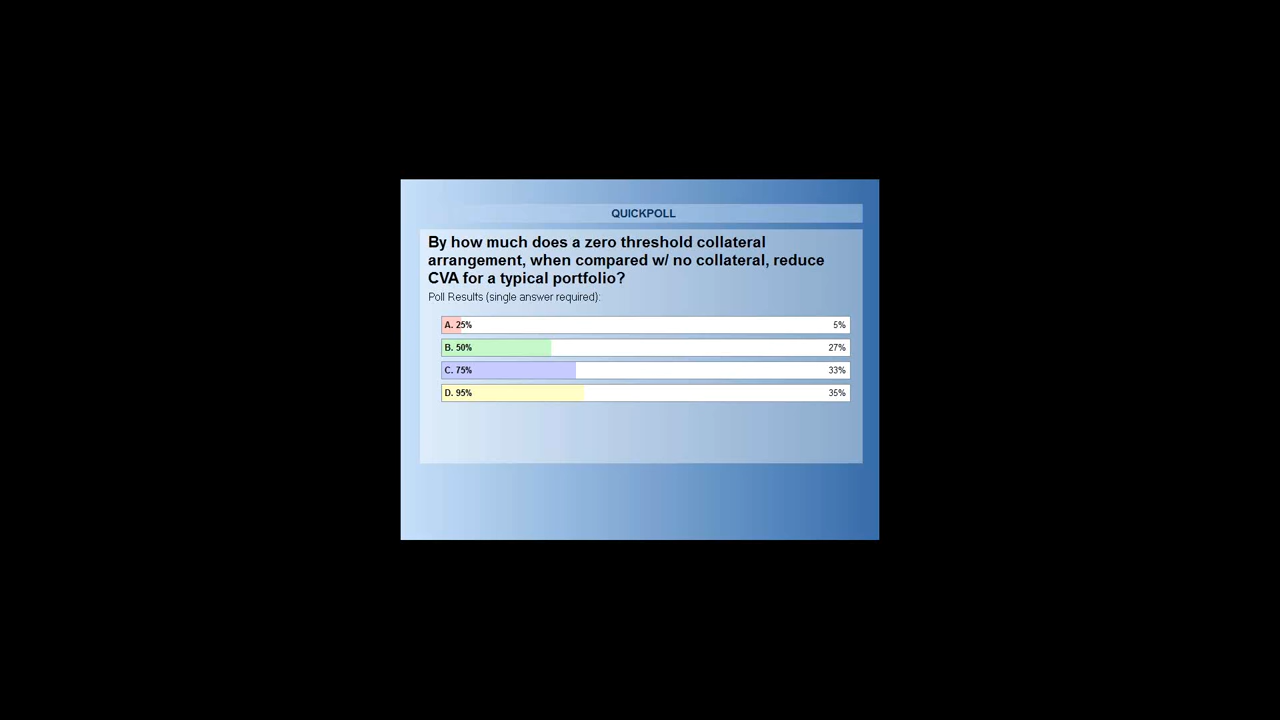 QUICKPOLL
By how much does a zero threshold collateral
arrangement, when compared w/ no collateral, reduce
CVA for a typical portfolio?
Poll Results (single answer required):
A. 25% 5%
B. 50% 27%
C. 75% 33%
D. 95% 35%